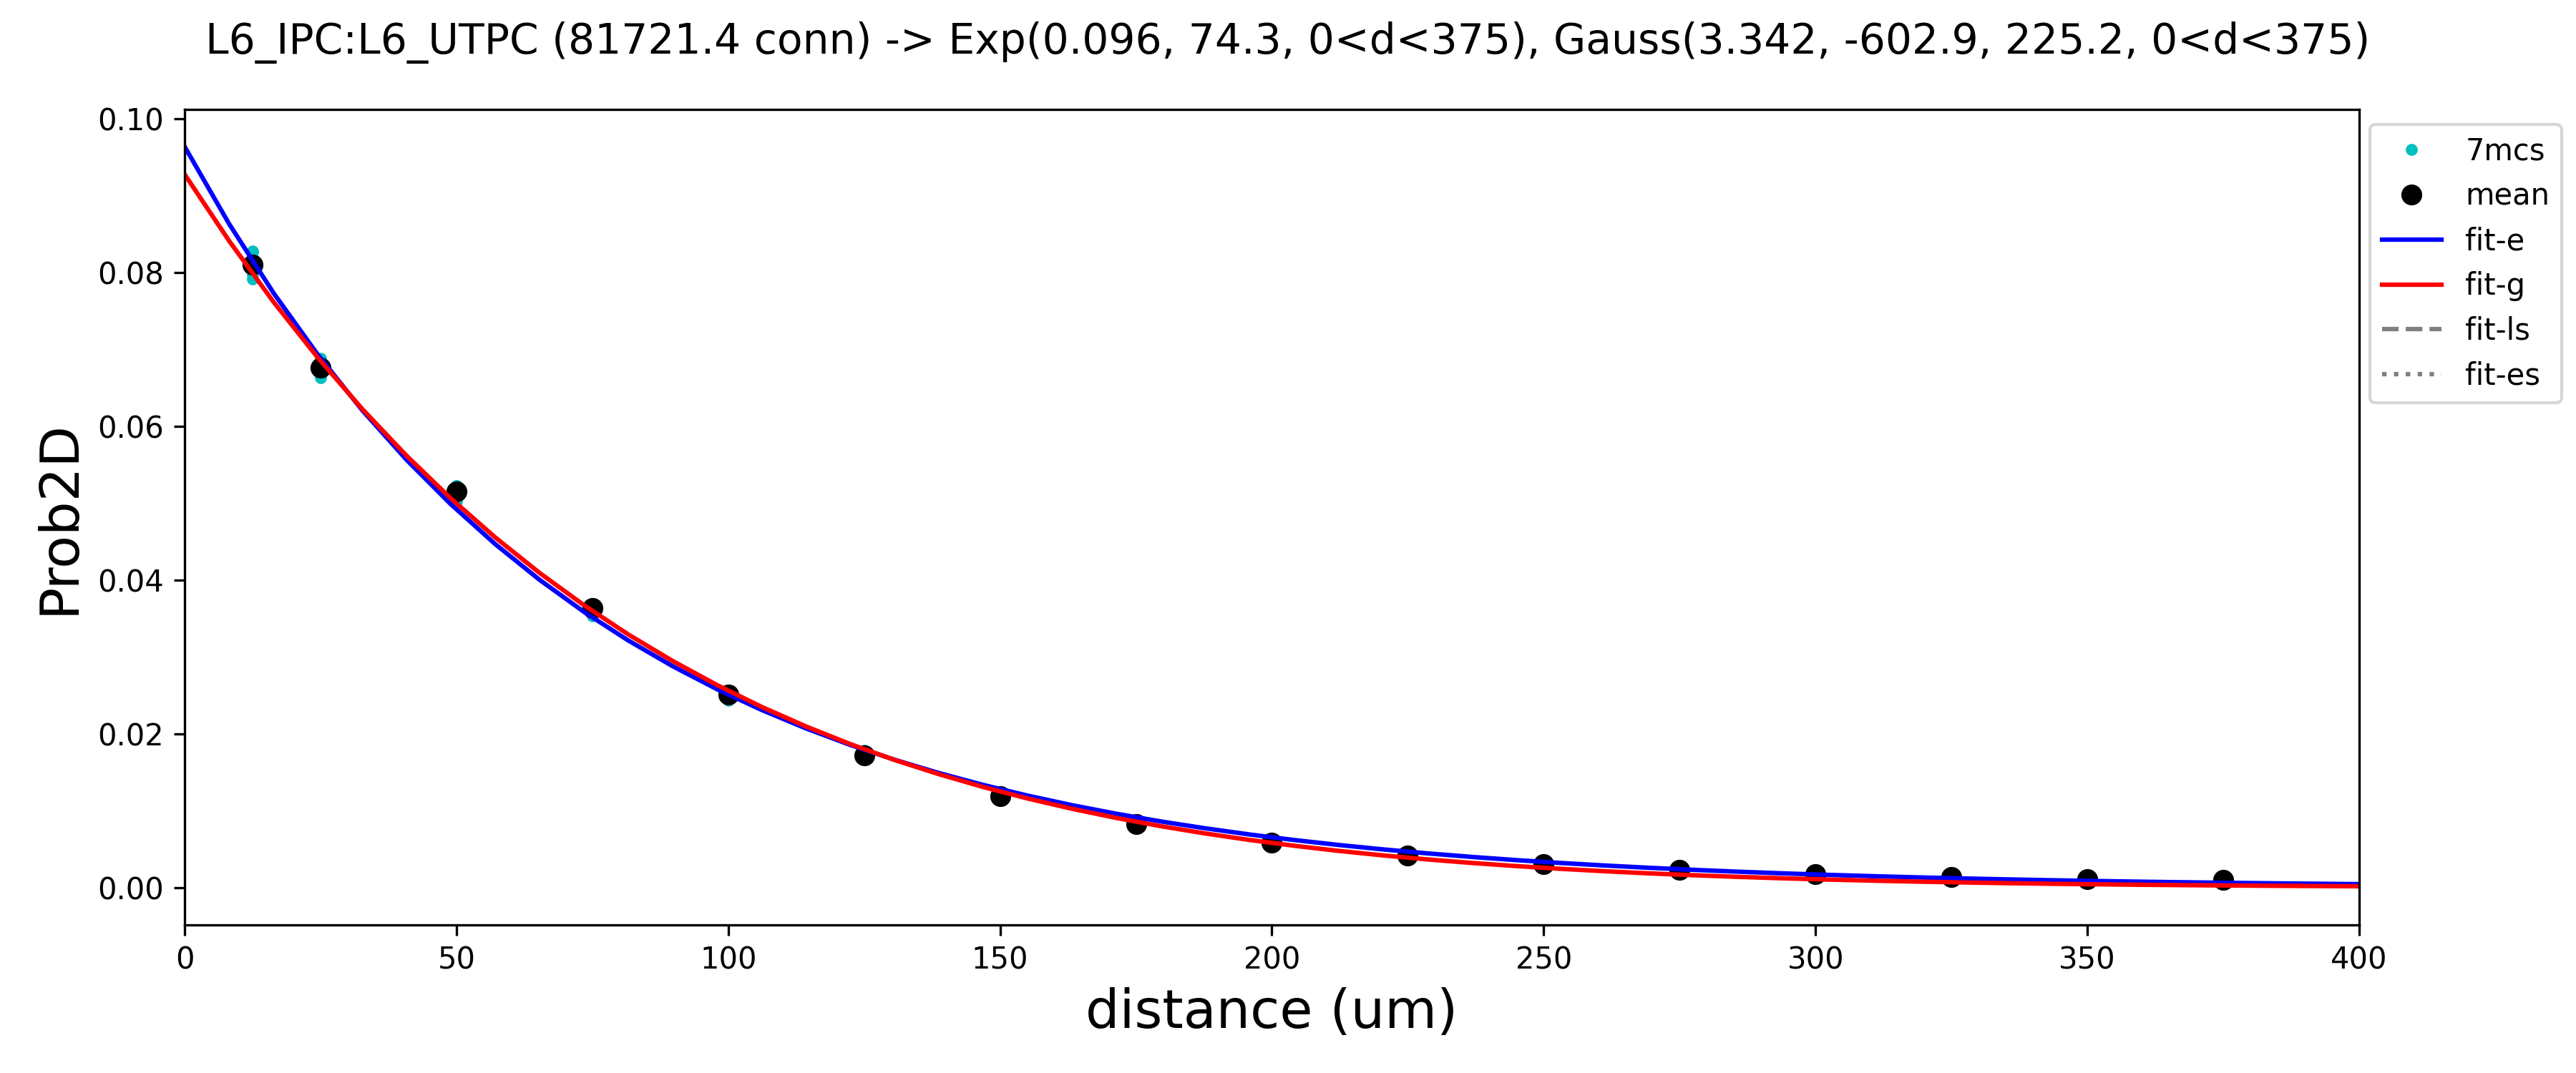 L6_IPC:L6_UTPC (81721.4 conn) -> Exp(0.096, 74.3, 0<d<375), Gauss(3.342, -602.9, 225.2, 0<d<375)
0.10
0.08
0.06
0.04
0.02
0.00
Prob2D
0 50 100 150 200 250 300 350 400
distance (um)
7mcs
mean
fit-e
fit-g
fit-ls
fit-es